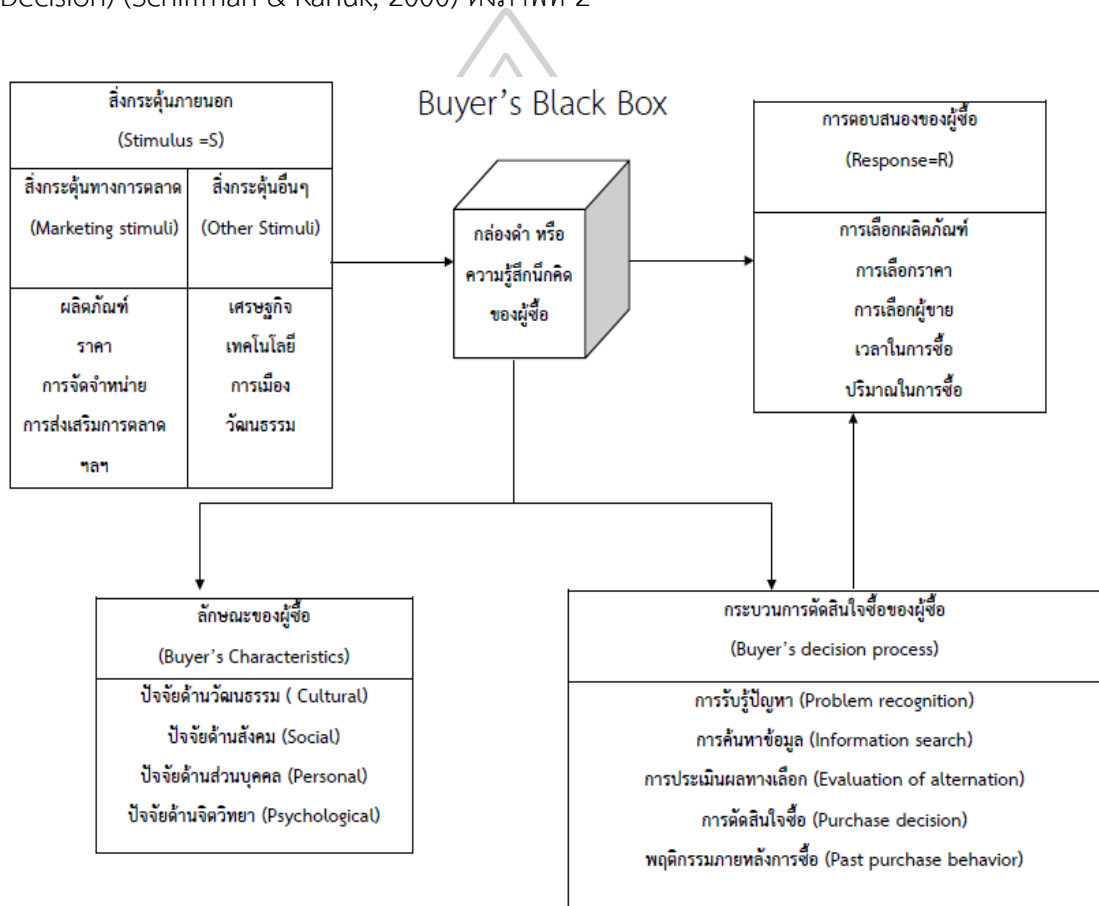 Decision) (Schiffman & Kanuk, 2000) ดังภาพที่ 2
สิ่งกระตุ้นภายนอก
(Stimulus =S)
สิ่งกระตุ้นทางการตลาด
(Marketing stimuli)
สิ่งกระตุ้นอื่นๆ
(Other Stimuli)
ผลิตภัณฑ์
ราคา
การจัดจำหน่าย
การส่งเสริมการตลาด
ฯลฯ
เศรษฐกิจ
เทคโนโลยี
การเมือง
วัฒนธรรม
Buyer’s Black Box
กล่องดำ หรือ
ความรู้สึกนึกคิด
ของผู้ซื้อ
การตอบสนองของผู้ซื้อ
(Response=R)
การเลือกผลิตภัณฑ์
การเลือกราคา
การเลือกผู้ขาย
เวลาในการซื้อ
ปริมาณในการซื้อ
ลักษณะของผู้ซื้อ
(Buyer’s Characteristics)
ปัจจัยด้านวัฒนธรรม ( Cultural)
ปัจจัยด้านสังคม (Social)
ปัจจัยด้านส่วนบุคคล (Personal)
ปัจจัยด้านจิตวิทยา (Psychological)
กระบวนการตัดสินใจซื้อของผู้ซื้อ
(Buyer’s decision process)
การรับรู้ปัญหา (Problem recognition)
การค้นหาข้อมูล (Information search)
การประเมินผลทางเลือก (Evaluation of alternation)
การตัดสินใจซื้อ (Purchase decision)
พฤติกรรมภายหลังการซื้อ (Past purchase behavior)